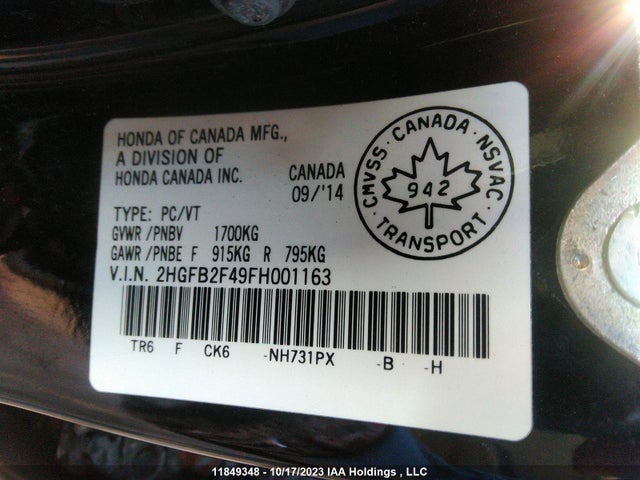 HONDA OF CANADA MFG.,
A DIVISION OF
HONDA CANADA INC.
CANADA
09/'14
CMVSS · CANADA · NSVAC
942
· TRANSPORT ·
TYPE: PC/VT
GVWR/PNBV 1700KG
GAWR/PNBE F 915KG R 795KG
V.I.N. 2HGFB2F49FH001163
TR6 F CK6 -NH731PX -B -H
11849348 - 10/17/2023 IAA Holdings , LLC